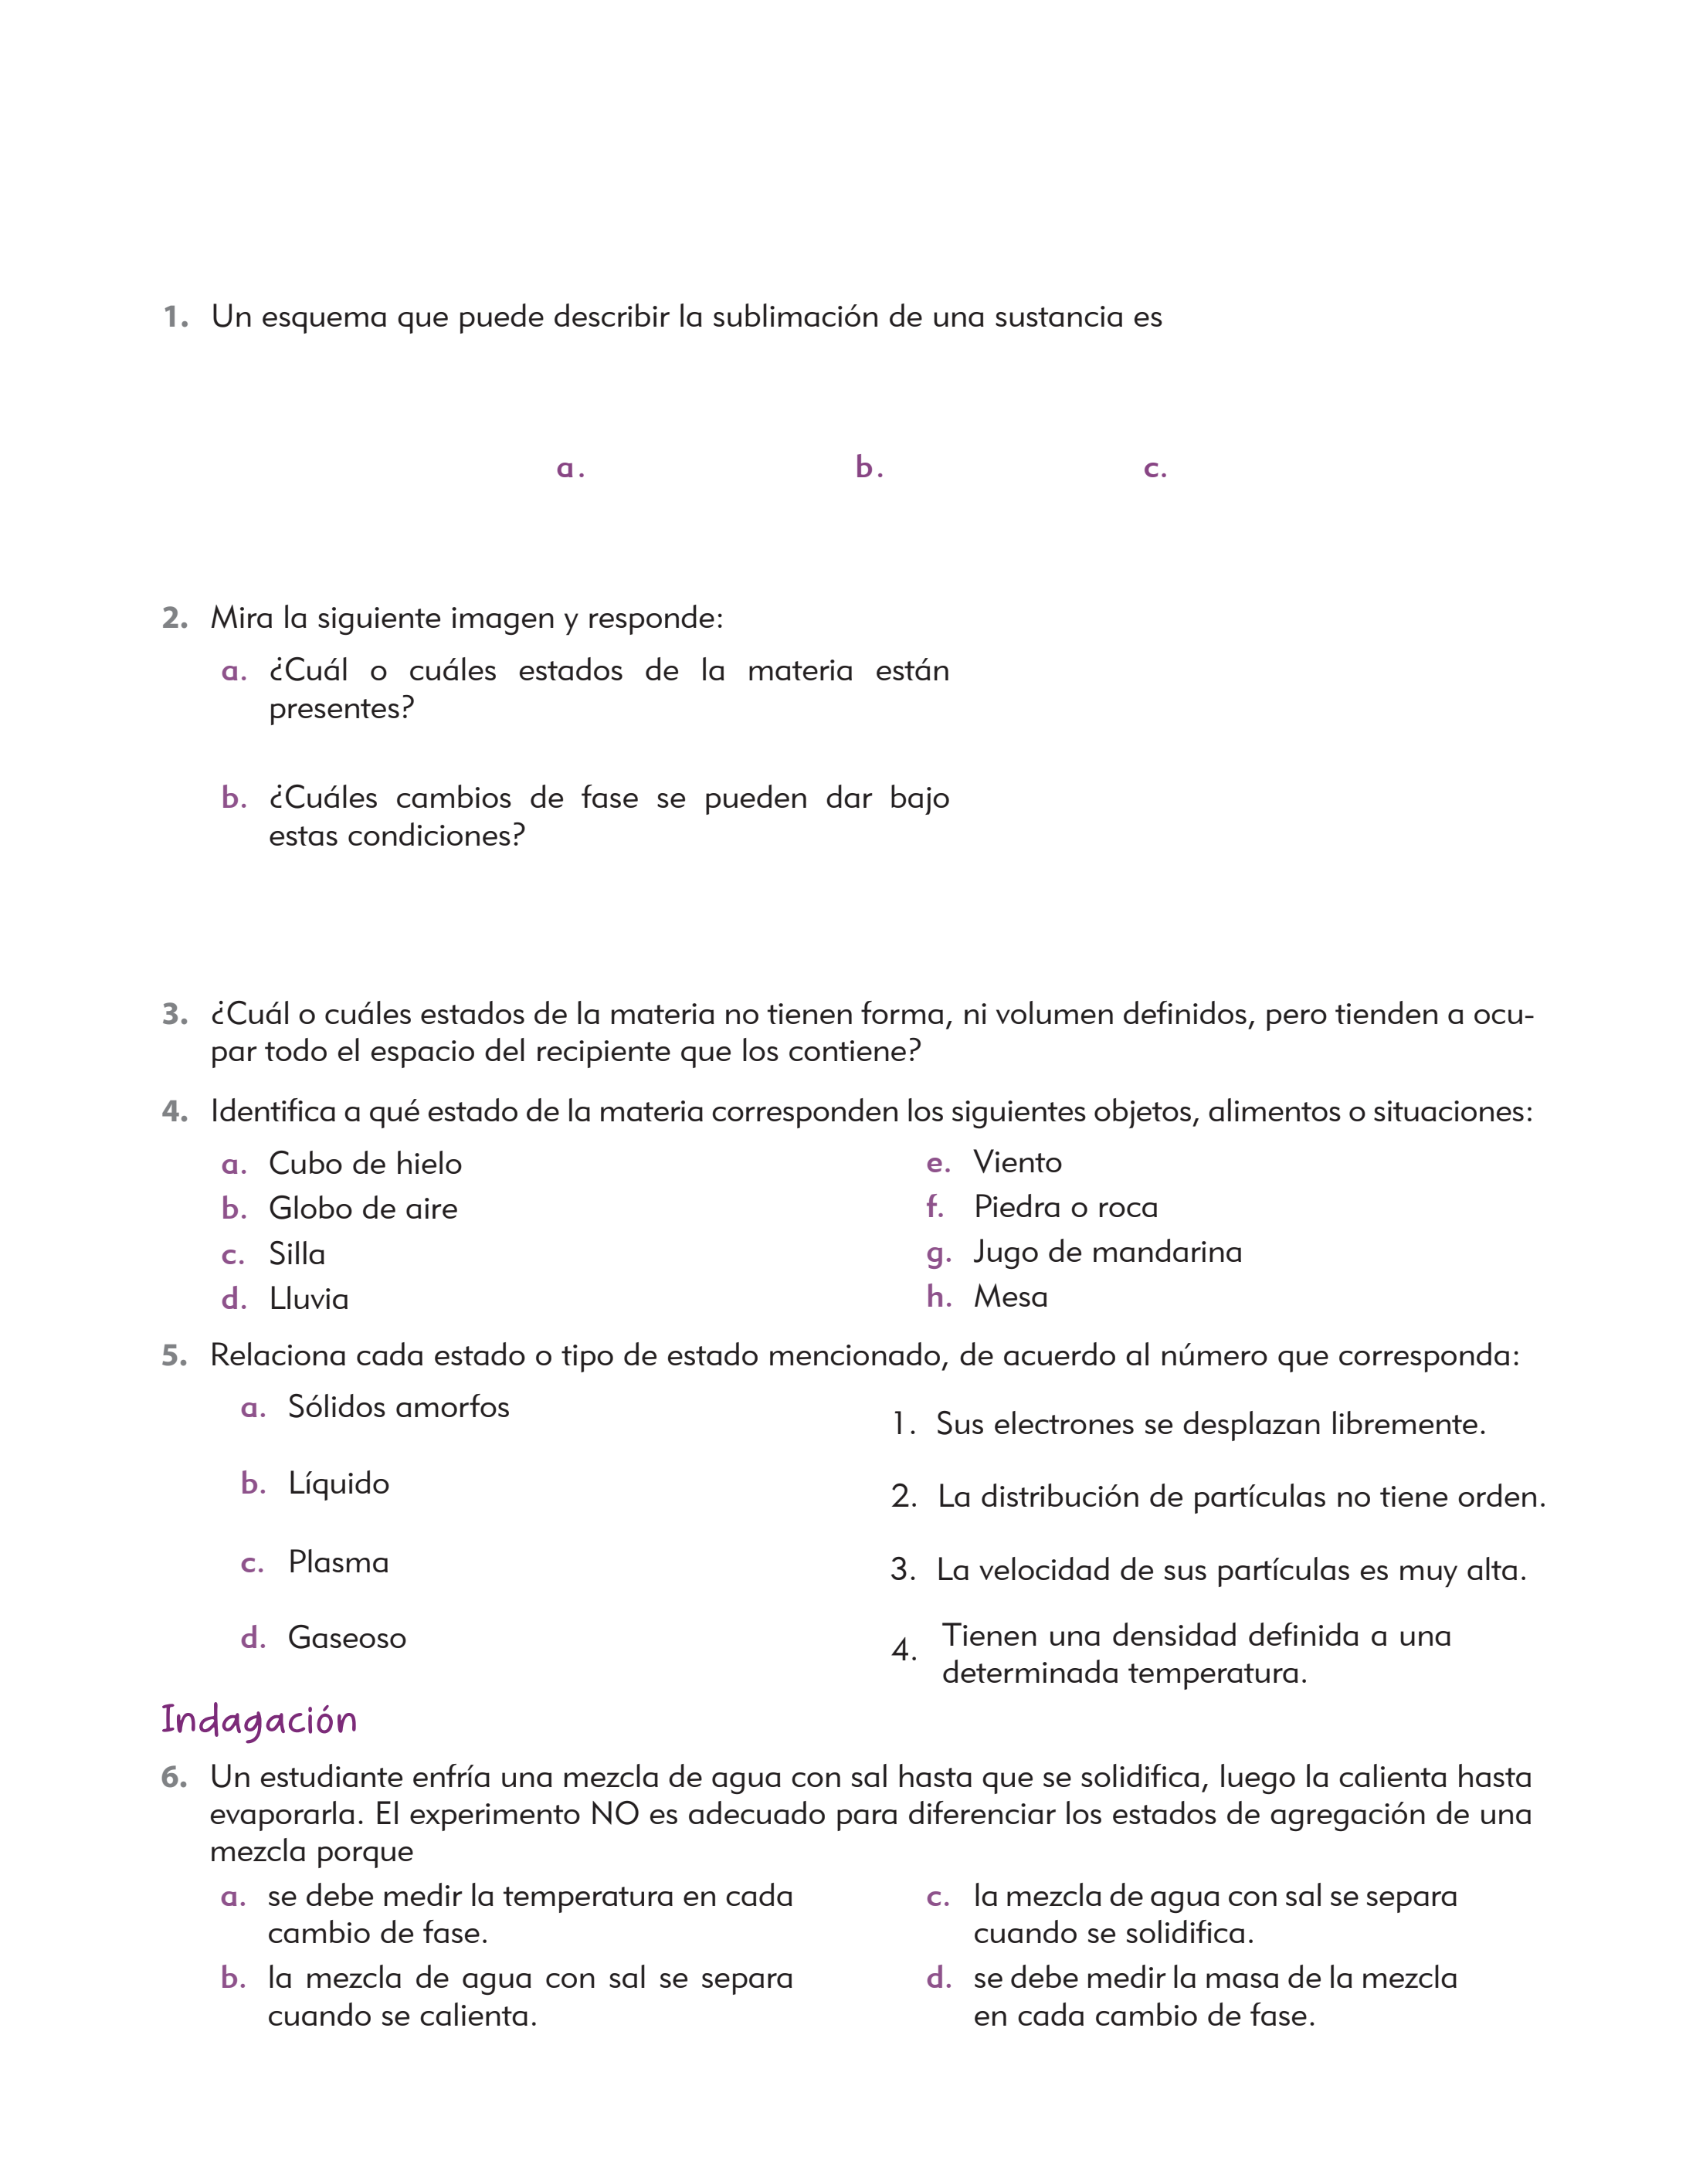 1. Un esquema que puede describir la sublimación de una sustancia es
a. b. c.
2. Mira la siguiente imagen y responde:
a. ¿Cuál o cuáles estados de la materia están
presentes?
b. ¿Cuáles cambios de fase se pueden dar bajo
estas condiciones?
3. ¿Cuál o cuáles estados de la materia no tienen forma, ni volumen definidos, pero tienden a ocu-
par todo el espacio del recipiente que los contiene?
4. Identifica a qué estado de la materia corresponden los siguientes objetos, alimentos o situaciones:
a. Cubo de hielo
b. Globo de aire
c. Silla
d. Lluvia
e. Viento
f. Piedra o roca
g. Jugo de mandarina
h. Mesa
5. Relaciona cada estado o tipo de estado mencionado, de acuerdo al número que corresponda:
a. Sólidos amorfos
b. Líquido
c. Plasma
d. Gaseoso
1. Sus electrones se desplazan libremente.
2. La distribución de partículas no tiene orden.
3. La velocidad de sus partículas es muy alta.
4. Tienen una densidad definida a una
determinada temperatura.
Indagación
6. Un estudiante enfría una mezcla de agua con sal hasta que se solidifica, luego la calienta hasta
evaporarla. El experimento NO es adecuado para diferenciar los estados de agregación de una
mezcla porque
a. se debe medir la temperatura en cada
cambio de fase.
b. la mezcla de agua con sal se separa
cuando se calienta.
c. la mezcla de agua con sal se separa
cuando se solidifica.
d. se debe medir la masa de la mezcla
en cada cambio de fase.